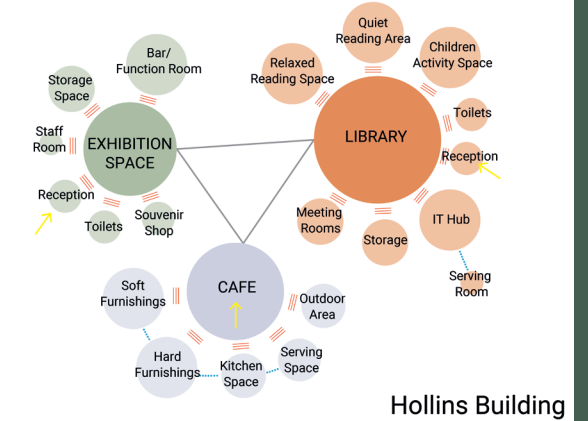 Quiet
Reading Area
Bar/
Function Room
Relaxed
Reading Space
Children
Activity Space
Storage
Space
Toilets
Staff
Room
EXHIBITION
SPACE
LIBRARY
Reception
Reception
Toilets
Souvenir
Shop
Meeting
Rooms
Storage
IT Hub
Serving
Room
Soft
Furnishings
CAFE
Outdoor
Area
Hard
Furnishings
Kitchen
Space
Serving
Space
Hollins Building